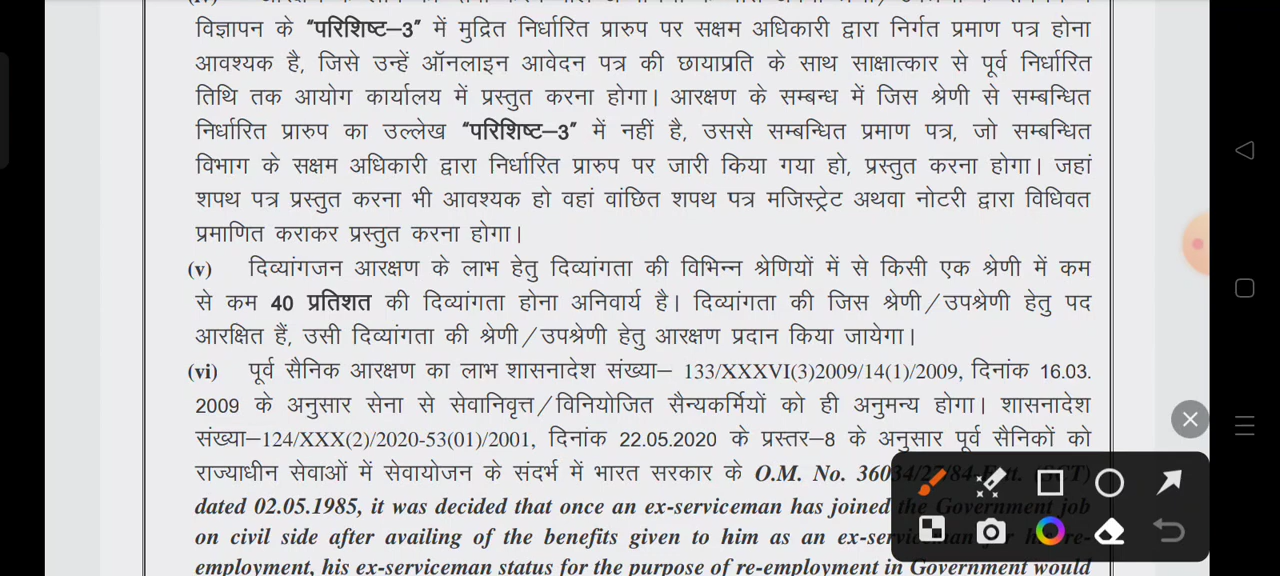 विज्ञापन के “परिशिष्ट–3” में मुद्रित निर्धारित प्रारुप पर सक्षम अधिकारी द्वारा निर्गत प्रमाण पत्र होना
आवश्यक है, जिसे उन्हें ऑनलाइन आवेदन पत्र की छायाप्रति के साथ साक्षात्कार से पूर्व निर्धारित
तिथि तक आयोग कार्यालय में प्रस्तुत करना होगा। आरक्षण के सम्बन्ध में जिस श्रेणी से सम्बन्धित
निर्धारित प्रारुप का उल्लेख “परिशिष्ट–3” में नहीं है, उससे सम्बन्धित प्रमाण पत्र, जो सम्बन्धित
विभाग के सक्षम अधिकारी द्वारा निर्धारित प्रारुप पर जारी किया गया हो, प्रस्तुत करना होगा। जहां
शपथ पत्र प्रस्तुत करना भी आवश्यक हो वहां वांछित शपथ पत्र मजिस्ट्रेट अथवा नोटरी द्वारा विधिवत
प्रमाणित कराकर प्रस्तुत करना होगा।
(v) दिव्यांगजन आरक्षण के लाभ हेतु दिव्यांगता की विभिन्न श्रेणियों में से किसी एक श्रेणी में कम
से कम 40 प्रतिशत की दिव्यांगता होना अनिवार्य है। दिव्यांगता की जिस श्रेणी/उपश्रेणी हेतु पद
आरक्षित हैं, उसी दिव्यांगता की श्रेणी/उपश्रेणी हेतु आरक्षण प्रदान किया जायेगा।
(vi) पूर्व सैनिक आरक्षण का लाभ शासनादेश संख्या– 133/XXXVI(3)2009/14(1)/2009, दिनांक 16.03.
2009 के अनुसार सेना से सेवानिवृत्त/विनियोजित सैन्यकर्मियों को ही अनुमन्य होगा। शासनादेश
संख्या–124/XXX(2)/2020-53(01)/2001, दिनांक 22.05.2020 के प्रस्तर–8 के अनुसार पूर्व सैनिकों को
राज्याधीन सेवाओं में सेवायोजन के संदर्भ में भारत सरकार के O.M. No.
dated 02.05.1985, it was decided that once an ex-serviceman has joined the Government job
on civil side after availing of the benefits given to him as an ex-serviceman for his re-
employment, his ex-serviceman status for the purpose of re-employment in Government would